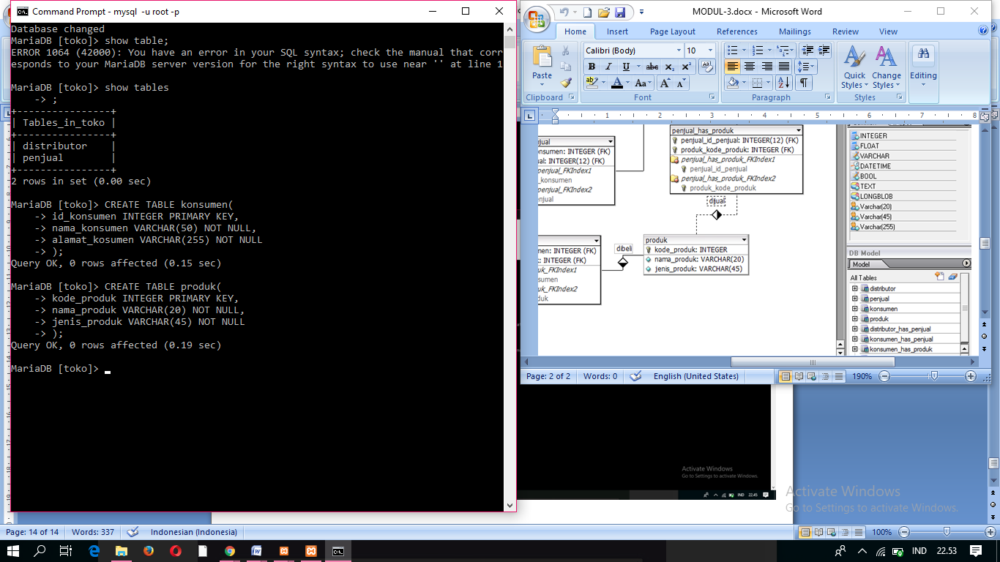 Command Prompt - mysql -u root -p
Database changed
MariaDB [toko]> show table;
ERROR 1064 (42000): You have an error in your SQL syntax; check the manual that corr
esponds to your MariaDB server version for the right syntax to use near '' at line 1
MariaDB [toko]> show tables
-> ;
+----------------+
| Tables_in_toko |
+----------------+
| distributor    |
| penjual        |
+----------------+
2 rows in set (0.00 sec)
MariaDB [toko]> CREATE TABLE konsumen(
-> id_konsumen INTEGER PRIMARY KEY,
-> nama_konsumen VARCHAR(50) NOT NULL,
-> alamat_kosumen VARCHAR(255) NOT NULL
-> );
Query OK, 0 rows affected (0.15 sec)
MariaDB [toko]> CREATE TABLE produk(
-> kode_produk INTEGER PRIMARY KEY,
-> nama_produk VARCHAR(20) NOT NULL,
-> jenis_produk VARCHAR(45) NOT NULL
-> );
Query OK, 0 rows affected (0.19 sec)
MariaDB [toko]>
MODUL-3.docx - Microsoft Word
Home Insert Page Layout References Mailings Review View
Paste
Calibri (Body) 10
Quick Styles
Change Styles
Editing
Clipboard Font Paragraph Styles
1 2 3 4 5 6 7 8
jual
onsumen: INTEGER (FK)
ual: INTEGER(12) (FK)
penjual_FKIndex1
_konsumen
penjual_FKIndex2
enjual
penjual_has_produk
penjual_id_penjual: INTEGER(12) (FK)
produk_kode_produk: INTEGER (FK)
penjual_has_produk_FKIndex1
penjual_id_penjual
penjual_has_produk_FKIndex2
produk_kode_produk
dijual
men: INTEGER (FK)
k: INTEGER (FK)
uk_FKIndex1
nsumen
uk_FKIndex2
oduk
dibeli
produk
kode_produk: INTEGER
nama_produk: VARCHAR(20)
jenis_produk: VARCHAR(45)
INTEGER
FLOAT
VARCHAR
DATETIME
BOOL
TEXT
LONGBLOB
Varchar(20)
Varchar(45)
Varchar(255)
DB Model
Model
All Tables
distributor
penjual
konsumen
produk
distributor_has_penjual
konsumen_has_penjual
konsumen_has_produk
Page: 2 of 2 Words: 0 English (United States) 190%
Activate Windows
Go to Settings to activate Windows.
IND 22.45
Activate Windows
Go to Settings to activate Windows.
Page: 14 of 14 Words: 337 Indonesian (Indonesia) 100%
IND 22.53